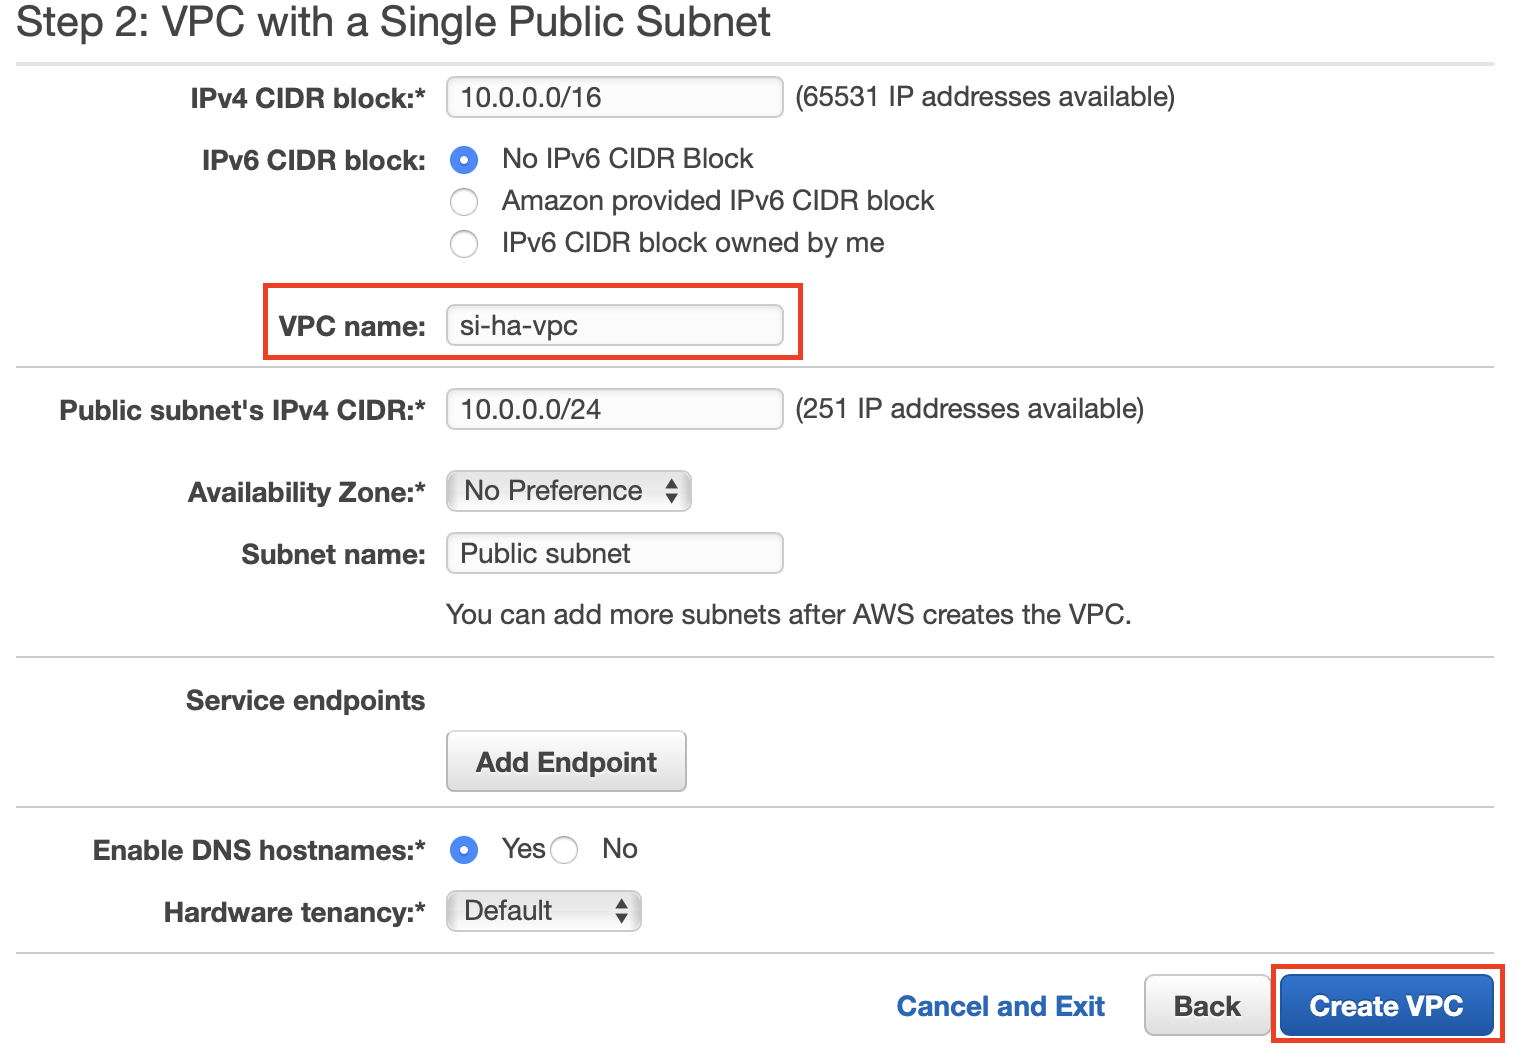 Step 2: VPC with a Single Public Subnet
IPv4 CIDR block:* 10.0.0.0/16 (65531 IP addresses available)
IPv6 CIDR block: No IPv6 CIDR Block
Amazon provided IPv6 CIDR block
IPv6 CIDR block owned by me
VPC name: si-ha-vpc
Public subnet's IPv4 CIDR:* 10.0.0.0/24 (251 IP addresses available)
Availability Zone:* No Preference
Subnet name: Public subnet
You can add more subnets after AWS creates the VPC.
Service endpoints
Add Endpoint
Enable DNS hostnames:* Yes No
Hardware tenancy:* Default
Cancel and Exit Back Create VPC